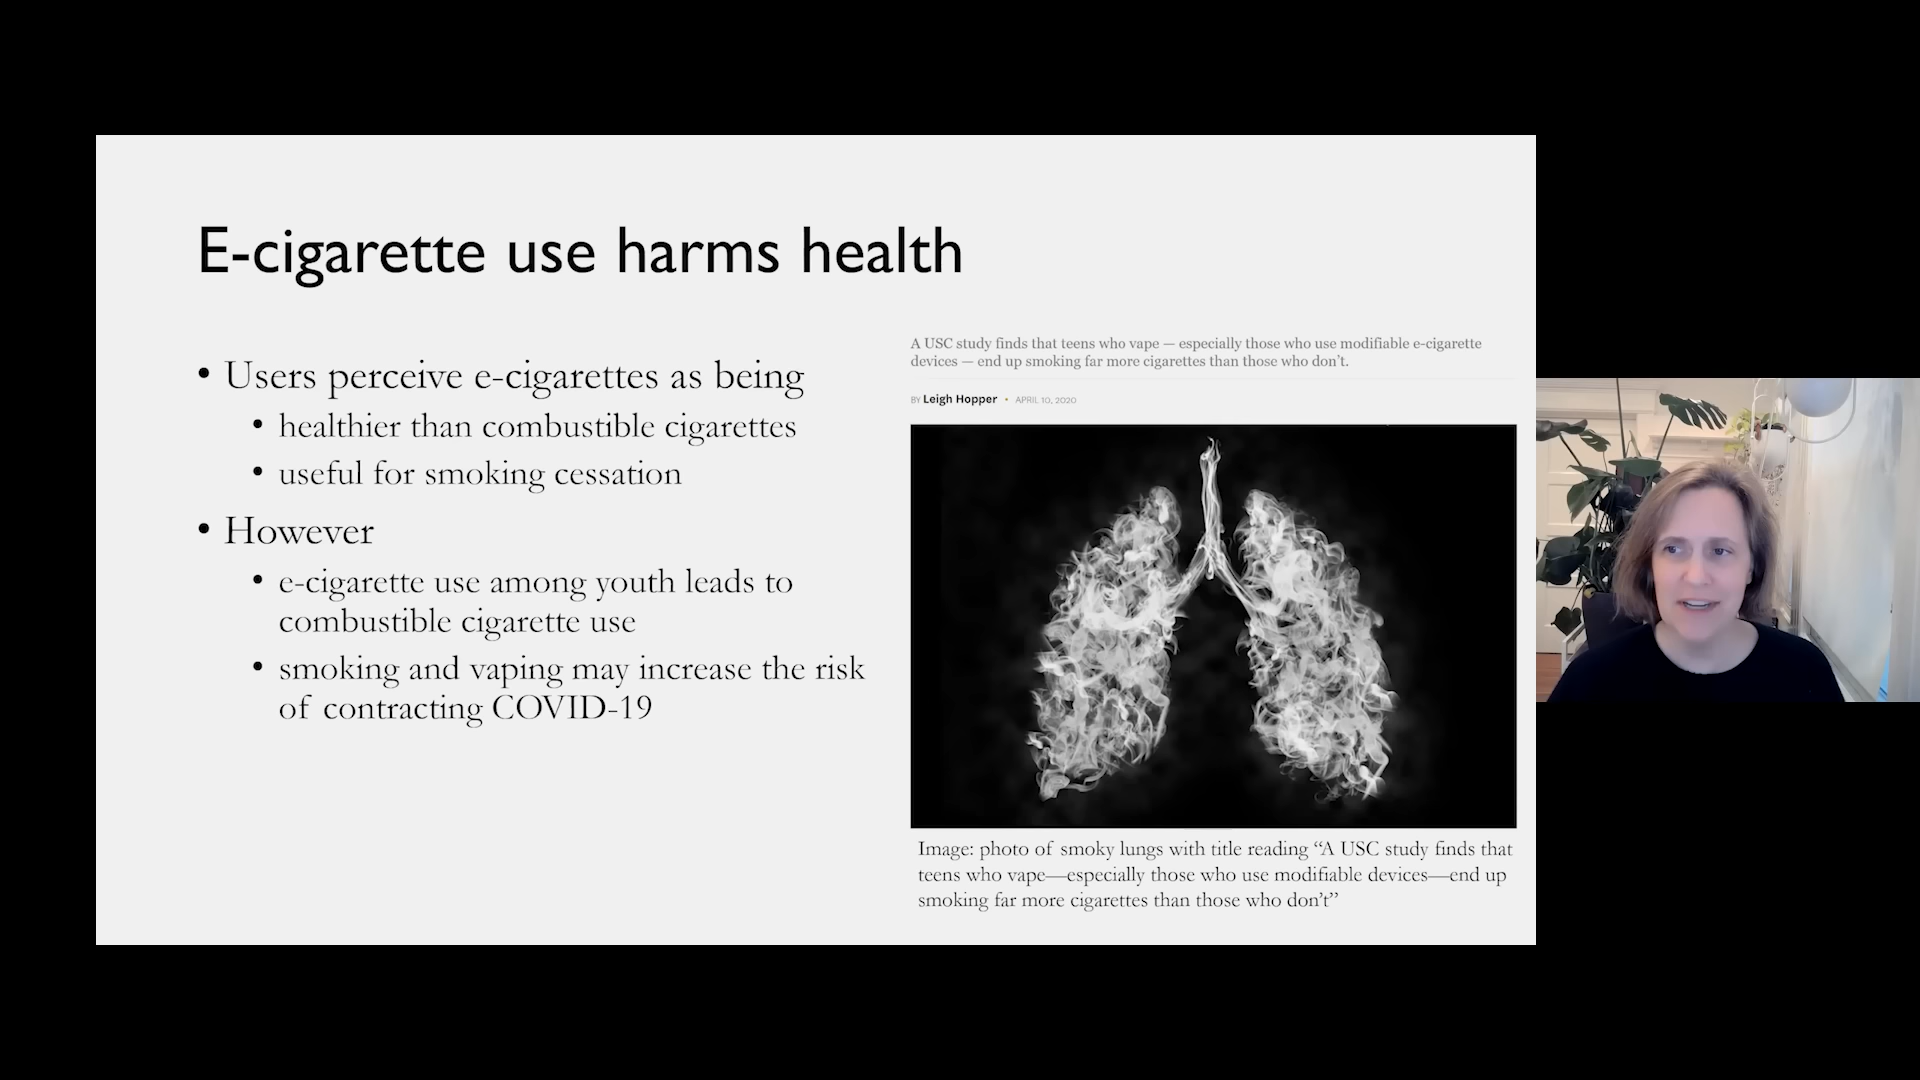 E-cigarette use harms health
• Users perceive e-cigarettes as being
• healthier than combustible cigarettes
• useful for smoking cessation
• However
• e-cigarette use among youth leads to
combustible cigarette use
• smoking and vaping may increase the risk
of contracting COVID-19
A USC study finds that teens who vape — especially those who use modifiable e-cigarette
devices — end up smoking far more cigarettes than those who don't.
BY Leigh Hopper • APRIL 10, 2020
Image: photo of smoky lungs with title reading “A USC study finds that
teens who vape—especially those who use modifiable devices—end up
smoking far more cigarettes than those who don’t”